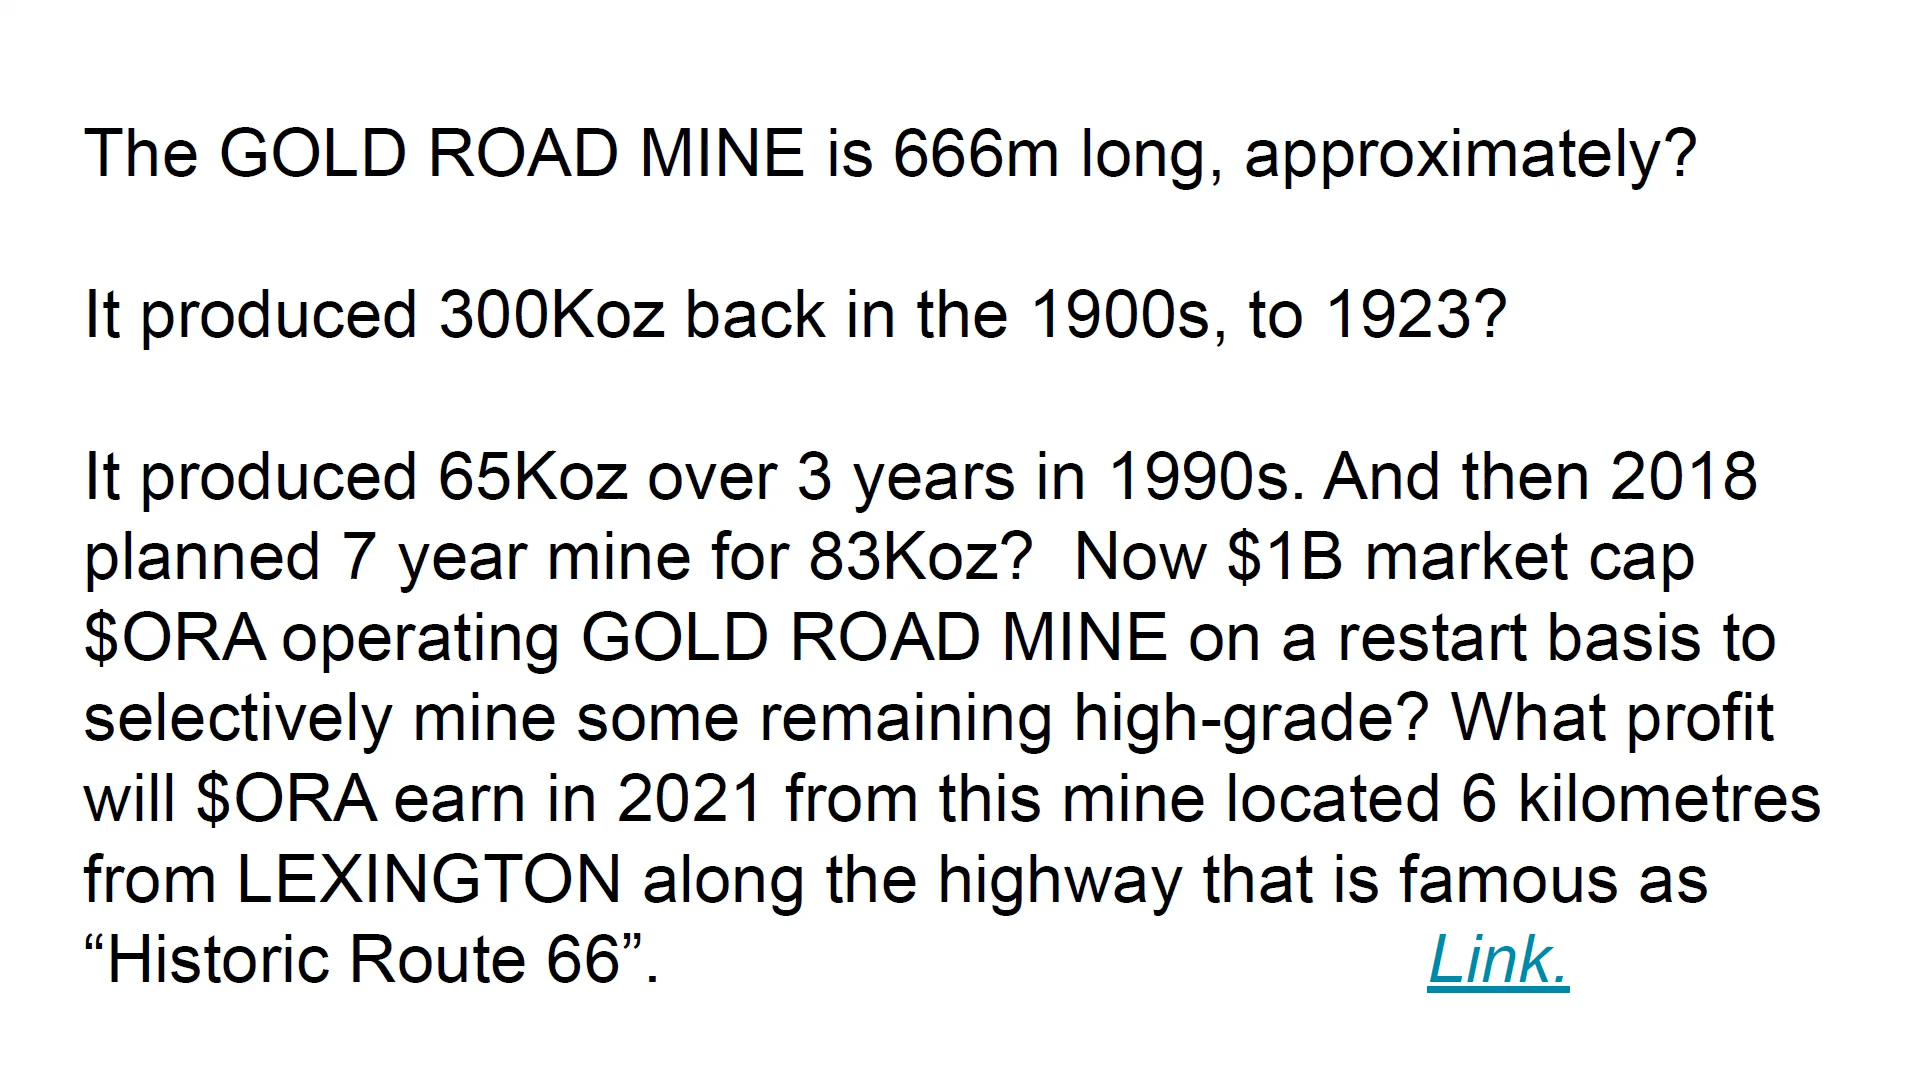 The GOLD ROAD MINE is 666m long, approximately?
It produced 300Koz back in the 1900s, to 1923?
It produced 65Koz over 3 years in 1990s. And then 2018
planned 7 year mine for 83Koz?  Now $1B market cap
$ORA operating GOLD ROAD MINE on a restart basis to
selectively mine some remaining high-grade? What profit
will $ORA earn in 2021 from this mine located 6 kilometres
from LEXINGTON along the highway that is famous as
“Historic Route 66”. Link.